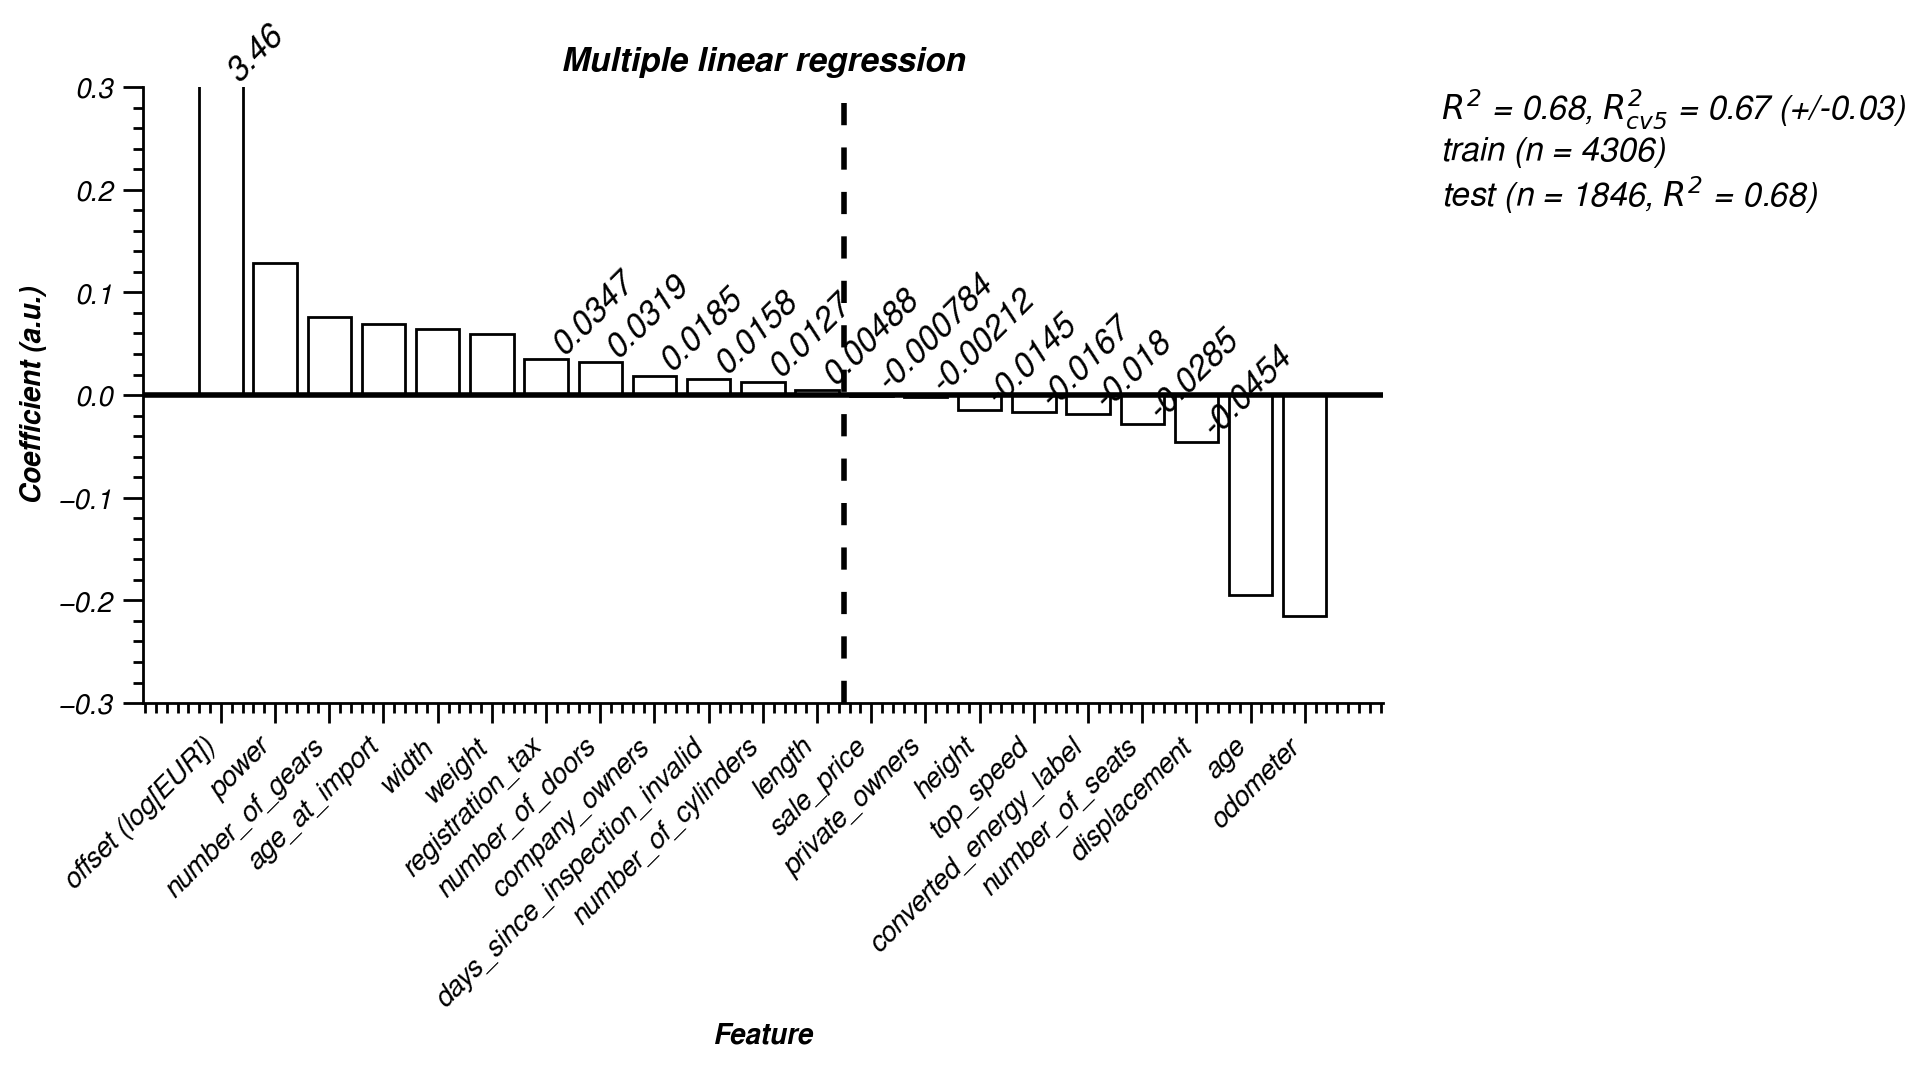 Multiple linear regression
R² = 0.68, R²cv5 = 0.67 (+/-0.03)
train (n = 4306)
test (n = 1846, R² = 0.68)
Coefficient (a.u.)
0.3
0.2
0.1
0.0
−0.1
−0.2
−0.3
3.46
0.0347
0.0319
0.0185
0.0158
0.0127
0.00488
-0.000784
-0.00212
-0.0145
-0.0167
-0.018
-0.0285
-0.0454
offset (log[EUR])
power
number_of_gears
age_at_import
width
weight
registration_tax
number_of_doors
company_owners
days_since_inspection_invalid
number_of_cylinders
length
sale_price
private_owners
height
top_speed
converted_energy_label
number_of_seats
displacement
age
odometer
Feature